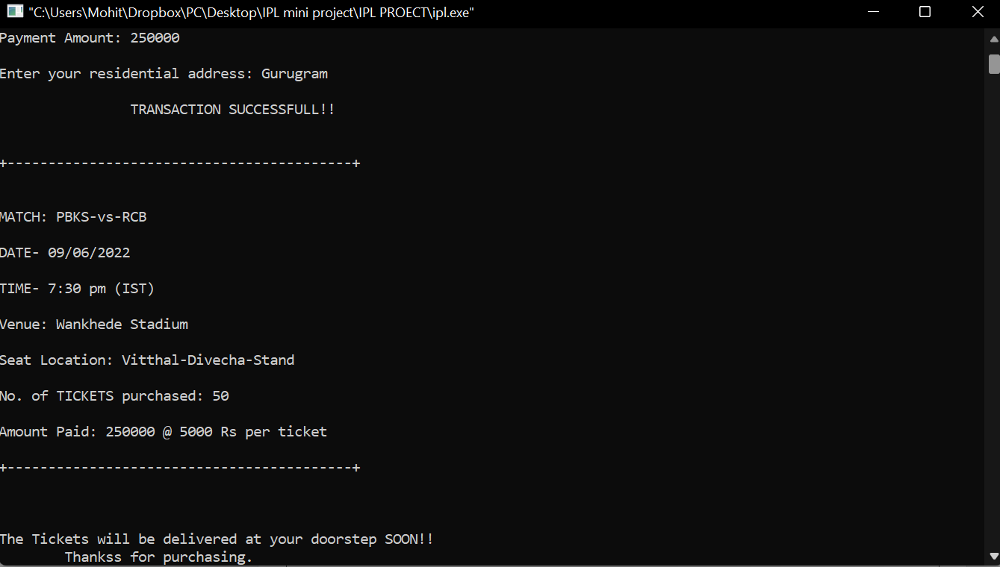 "C:\Users\Mohit\Dropbox\PC\Desktop\IPL mini project\IPL PROECT\ipl.exe"
Payment Amount: 250000
Enter your residential address: Gurugram
TRANSACTION SUCCESSFULL!!
+------------------------------------------+
MATCH: PBKS-vs-RCB
DATE- 09/06/2022
TIME- 7:30 pm (IST)
Venue: Wankhede Stadium
Seat Location: Vitthal-Divecha-Stand
No. of TICKETS purchased: 50
Amount Paid: 250000 @ 5000 Rs per ticket
+------------------------------------------+
The Tickets will be delivered at your doorstep SOON!!
Thankss for purchasing.